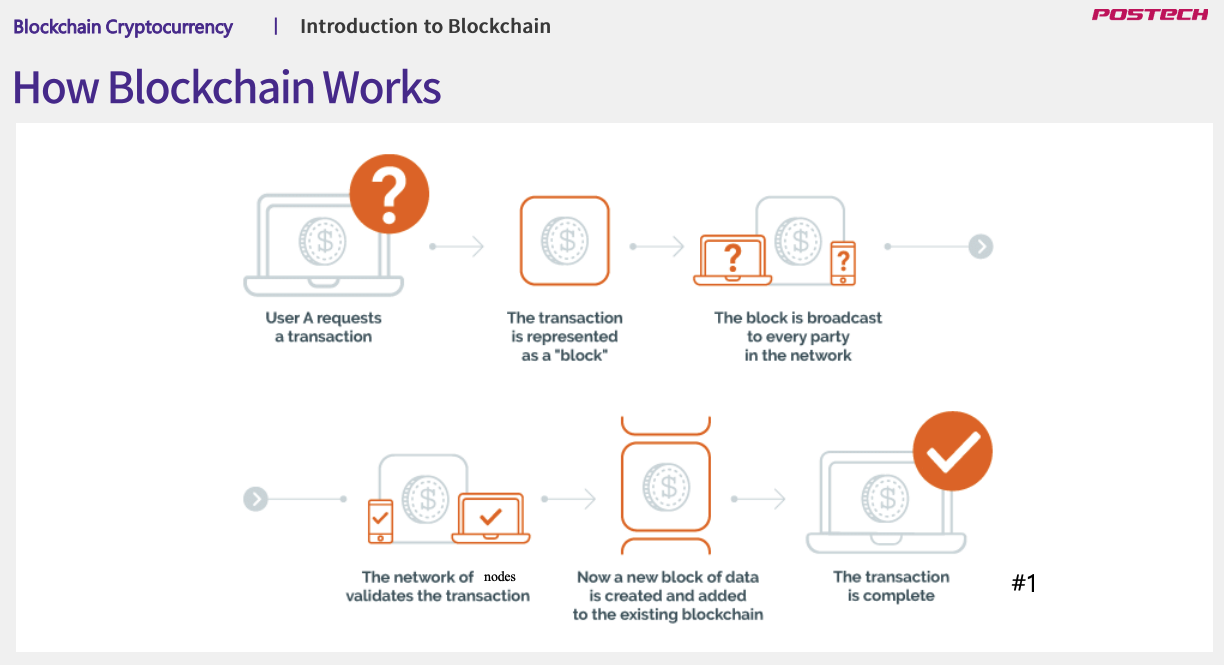 Blockchain Cryptocurrency | Introduction to Blockchain
POSTECH
How Blockchain Works
?
$
$
$
?
?
User A requests
a transaction
The transaction
is represented
as a "block"
The block is broadcast
to every party
in the network
$
$
$
The network of nodes
validates the transaction
Now a new block of data
is created and added
to the existing blockchain
The transaction
is complete
#1